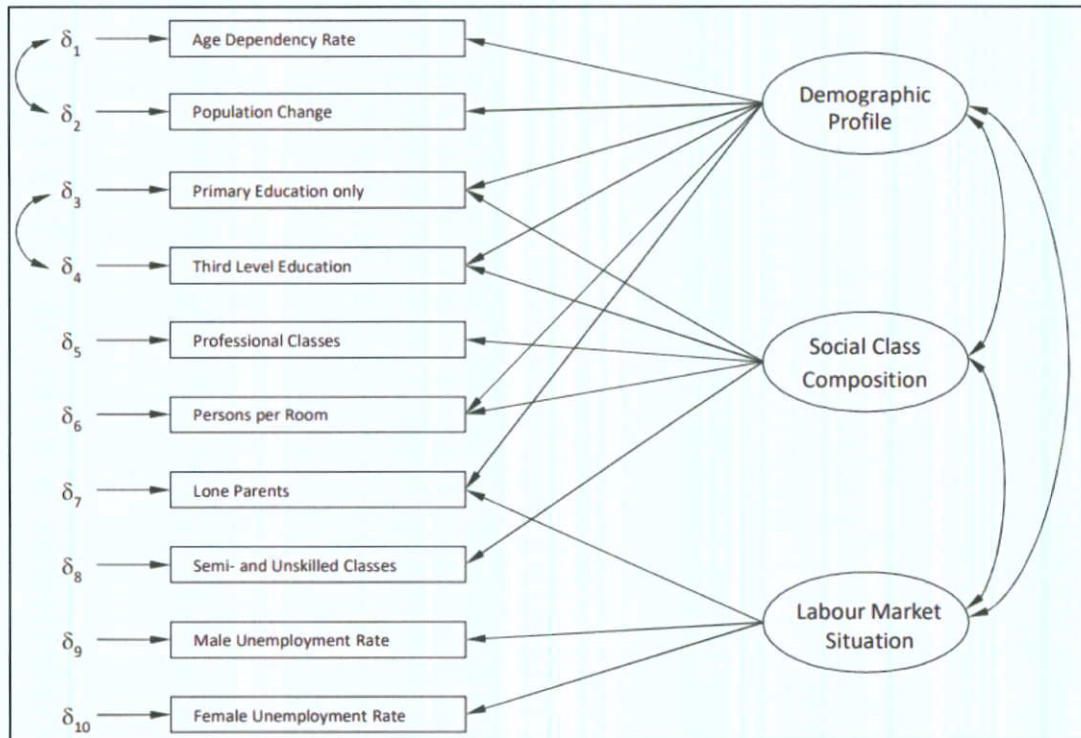 δ1
Age Dependency Rate
δ2
Population Change
δ3
Primary Education only
δ4
Third Level Education
δ5
Professional Classes
δ6
Persons per Room
δ7
Lone Parents
δ8
Semi- and Unskilled Classes
δ9
Male Unemployment Rate
δ10
Female Unemployment Rate
Demographic
Profile
Social Class
Composition
Labour Market
Situation